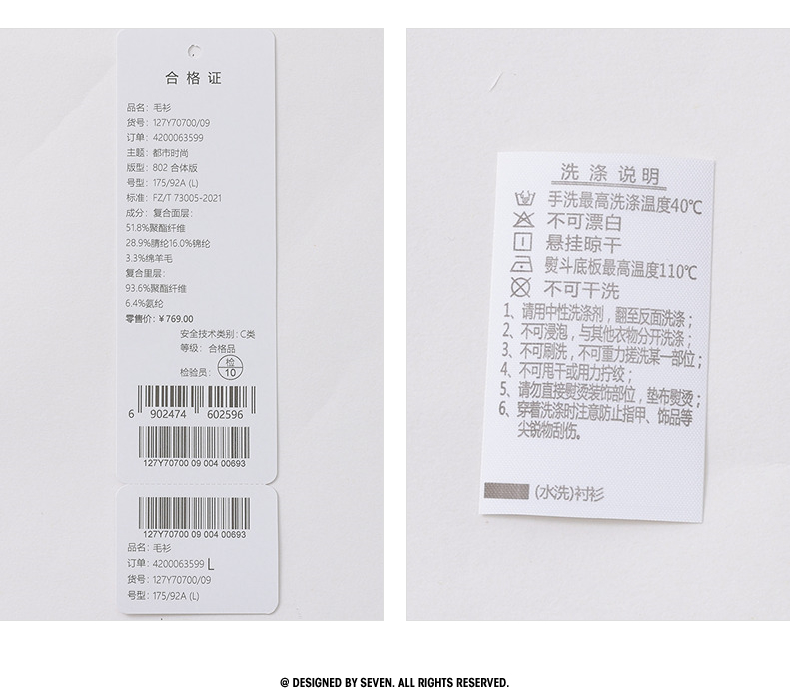 合格证
品名：毛衫
货号：127Y70700/09
订单：4200063599
主题：都市时尚
版型：802 合体版
号型：175/92A (L)
标准：FZ/T 73005-2021
成分：复合面层：
51.8%聚酯纤维
28.9%腈纶16.0%锦纶
3.3%绵羊毛
复合里层：
93.6%聚酯纤维
6.4%氨纶
零售价：￥769.00
安全技术类别：C类
等级：合格品
检验员：检10
6 902474 602596
127Y70700 09 004 00693
127Y70700 09 004 00693
品名：毛衫
订单：4200063599 L
货号：127Y70700/09
号型：175/92A (L)
洗涤说明
手洗最高洗涤温度40℃
不可漂白
悬挂晾干
熨斗底板最高温度110℃
不可干洗
1、请用中性洗涤剂，翻至反面洗涤；
2、不可浸泡，与其他衣物分开洗涤；
3、不可刷洗，不可重力搓洗某一部位；
4、不可甩干或用力拧绞；
5、请勿直接熨烫装饰部位，垫布熨烫；
6、穿着洗涤时注意防止指甲、饰品等
尖锐物刮伤。
(水洗)衬衫
@ DESIGNED BY SEVEN. ALL RIGHTS RESERVED.